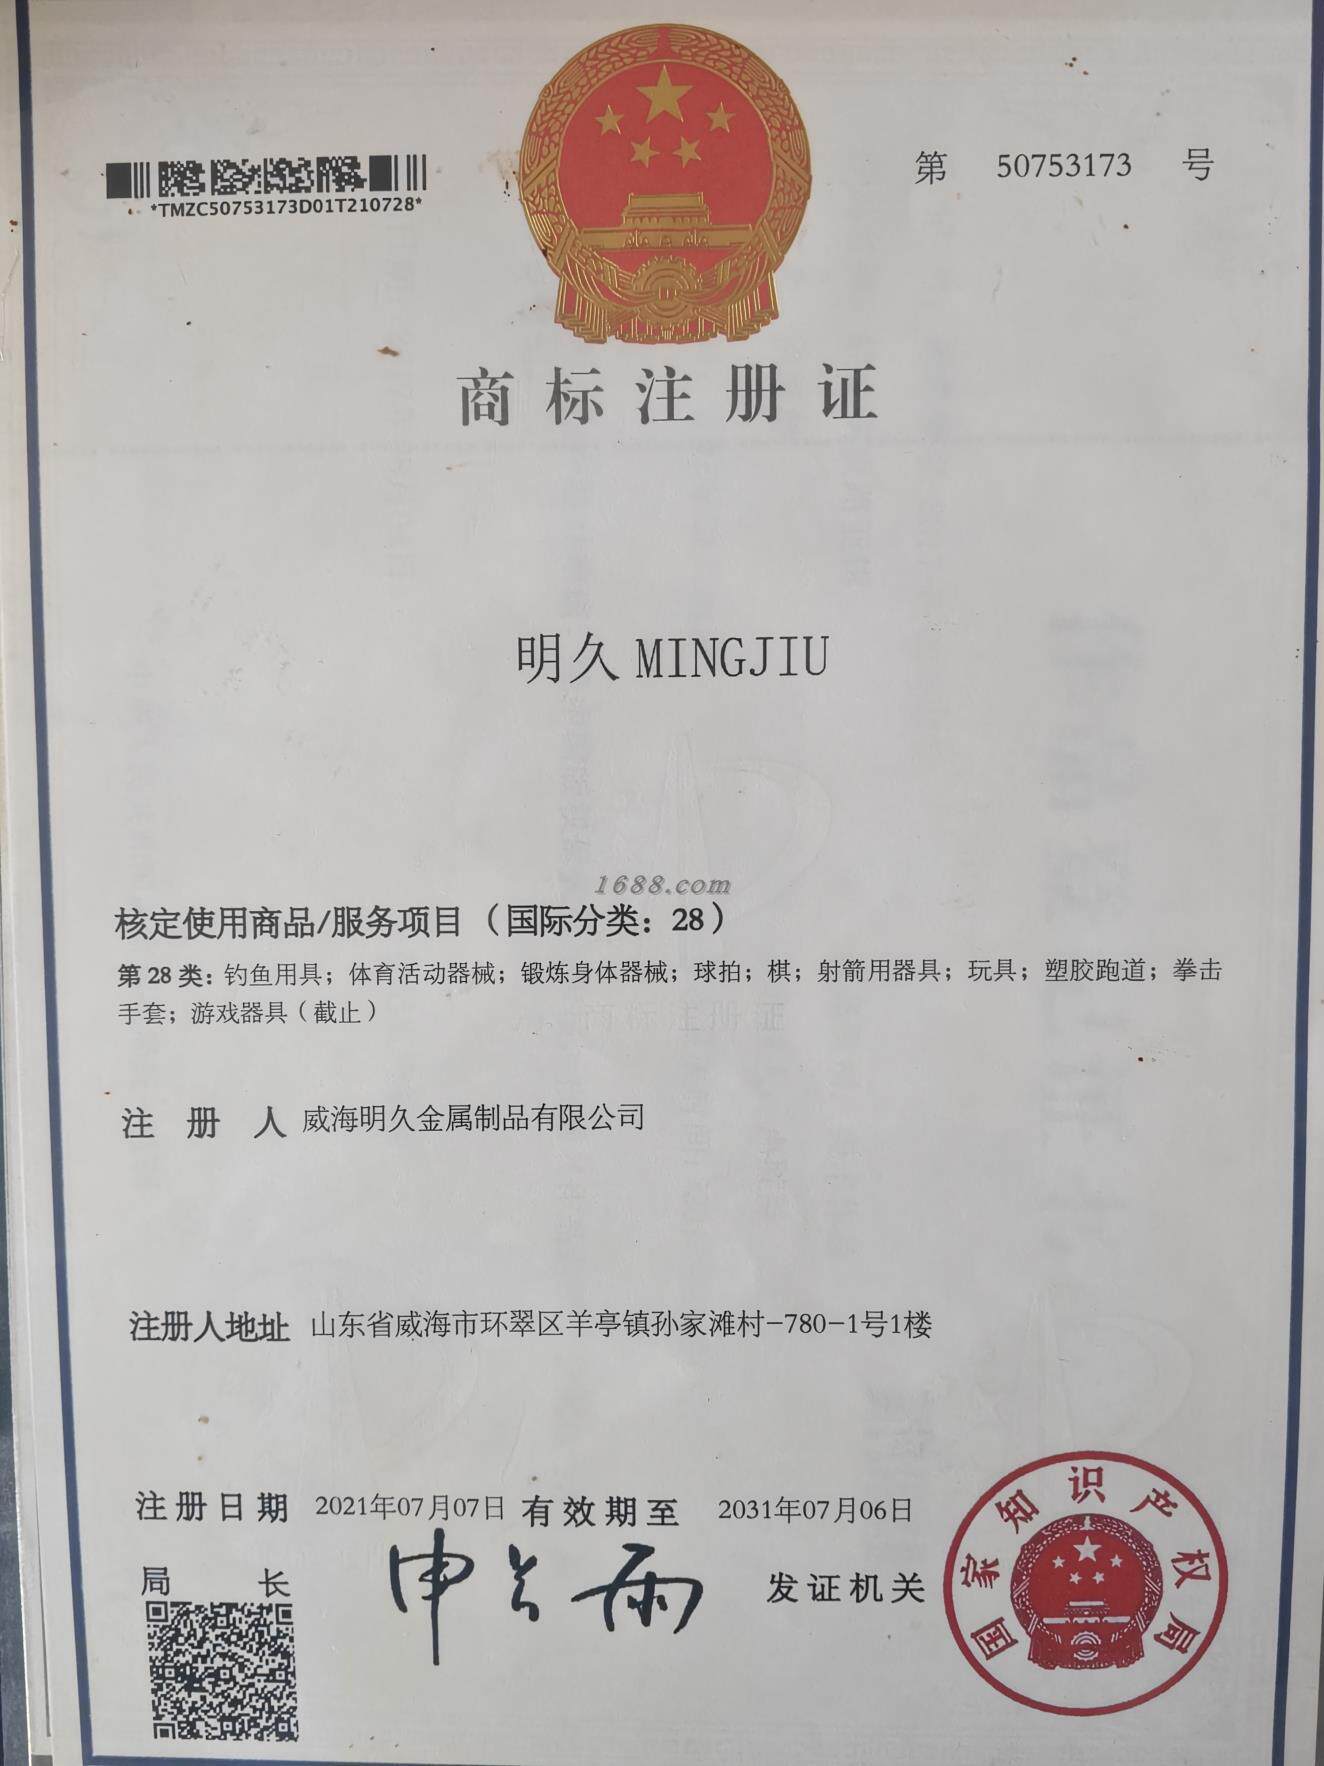 第 50753173 号
*TMZC50753173D01T210728*
商标注册证
明久 MINGJIU
1688.com
核定使用商品/服务项目（国际分类：28）
第28类：钓鱼用具；体育活动器械；锻炼身体器械；球拍；棋；射箭用器具；玩具；塑胶跑道；拳击
手套；游戏器具（截止）
商标注册证
注册人 威海明久金属制品有限公司
注册人地址 山东省威海市环翠区羊亭镇孙家滩村-780-1号1楼
注册日期 2021年07月07日 有效期至 2031年07月06日
局长 申长雨 发证机关
国家知识产权局